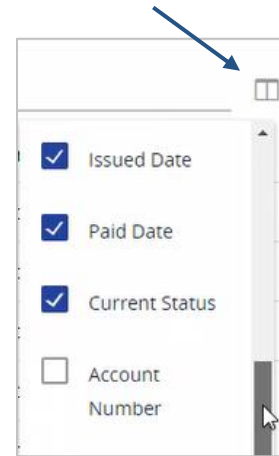 Issued Date
Paid Date
Current Status
Account
Number